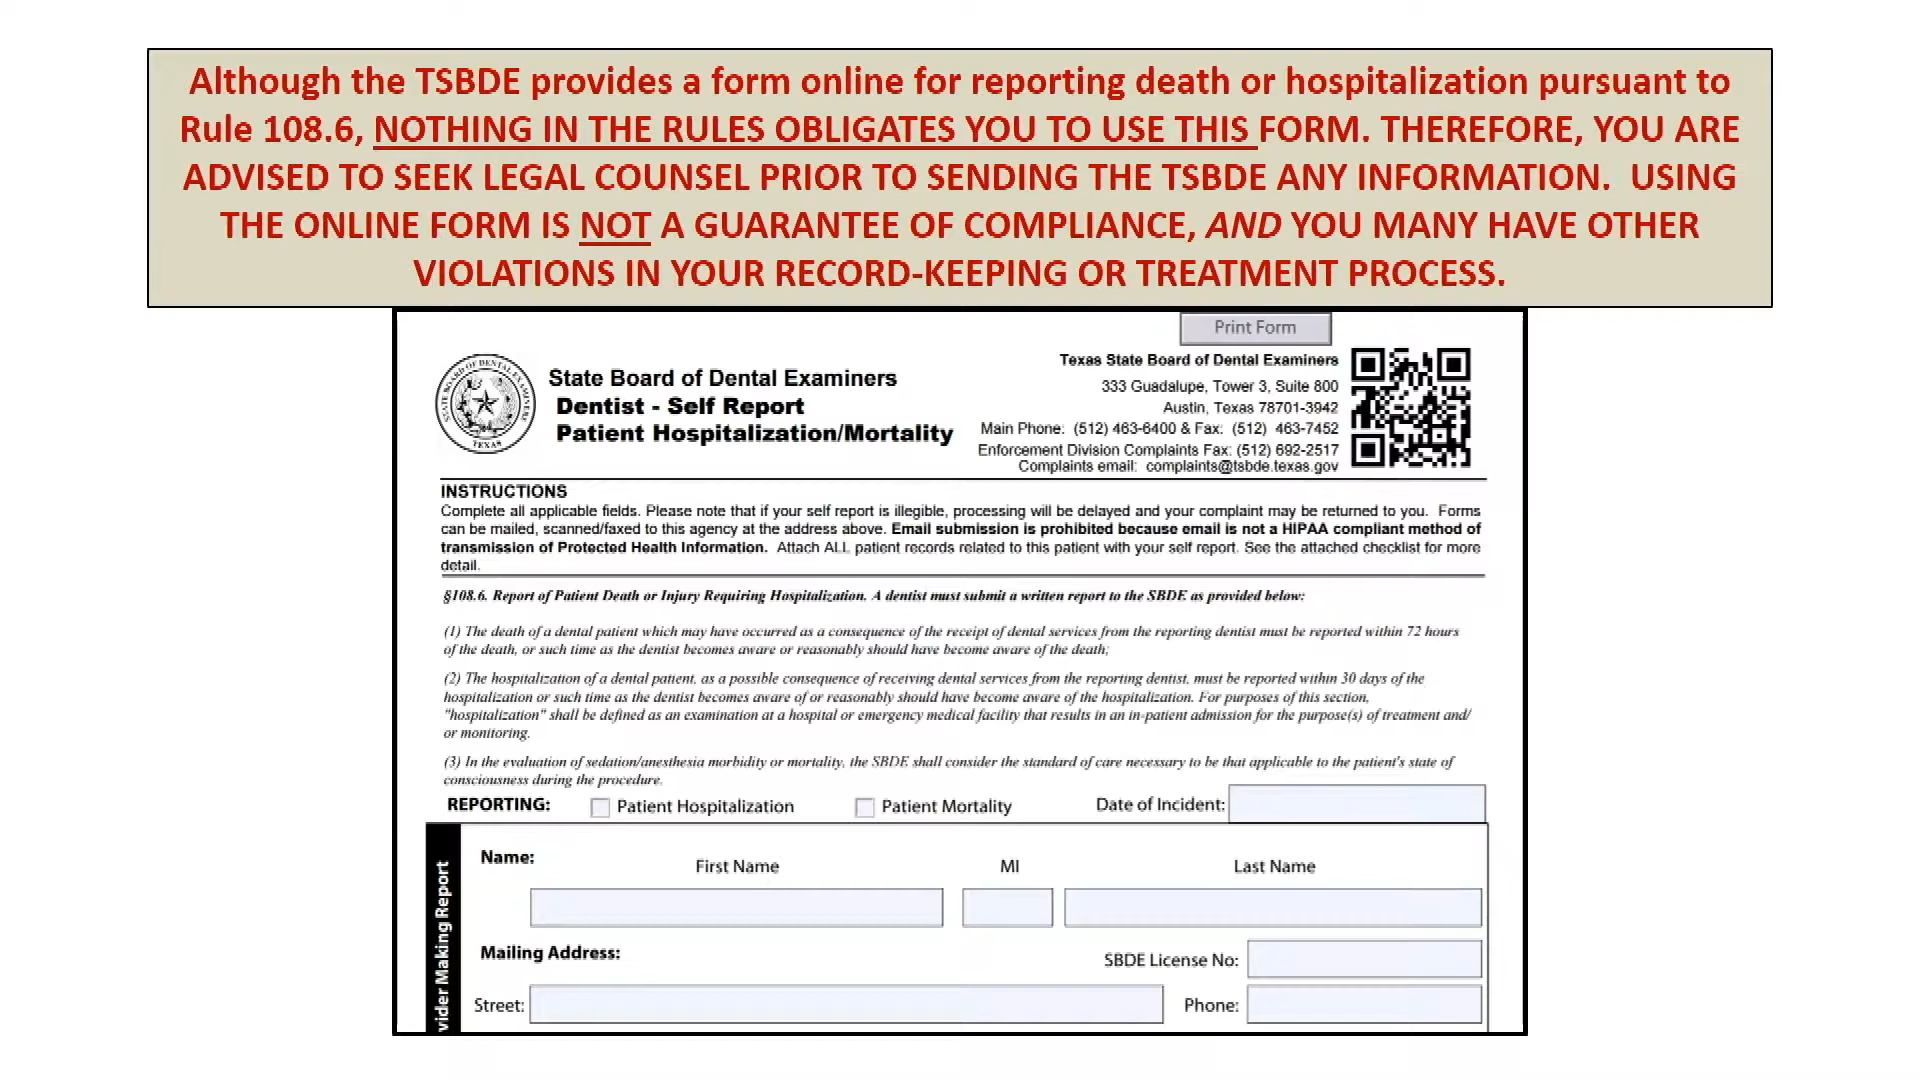 Although the TSBDE provides a form online for reporting death or hospitalization pursuant to
Rule 108.6, NOTHING IN THE RULES OBLIGATES YOU TO USE THIS FORM. THEREFORE, YOU ARE
ADVISED TO SEEK LEGAL COUNSEL PRIOR TO SENDING THE TSBDE ANY INFORMATION.  USING
THE ONLINE FORM IS NOT A GUARANTEE OF COMPLIANCE, AND YOU MANY HAVE OTHER
VIOLATIONS IN YOUR RECORD-KEEPING OR TREATMENT PROCESS.
Print Form
STATE BOARD OF DENTAL EXAMINERS
TEXAS
State Board of Dental Examiners
Dentist - Self Report
Patient Hospitalization/Mortality
Texas State Board of Dental Examiners
333 Guadalupe, Tower 3, Suite 800
Austin, Texas 78701-3942
Main Phone: (512) 463-6400 & Fax: (512) 463-7452
Enforcement Division Complaints Fax: (512) 692-2517
Complaints email: complaints@tsbde.texas.gov
INSTRUCTIONS
Complete all applicable fields. Please note that if your self report is illegible, processing will be delayed and your complaint may be returned to you. Forms
can be mailed, scanned/faxed to this agency at the address above. Email submission is prohibited because email is not a HIPAA compliant method of
transmission of Protected Health Information. Attach ALL patient records related to this patient with your self report. See the attached checklist for more
detail.
§108.6. Report of Patient Death or Injury Requiring Hospitalization. A dentist must submit a written report to the SBDE as provided below:
(1) The death of a dental patient which may have occurred as a consequence of the receipt of dental services from the reporting dentist must be reported within 72 hours
of the death, or such time as the dentist becomes aware or reasonably should have become aware of the death;
(2) The hospitalization of a dental patient, as a possible consequence of receiving dental services from the reporting dentist, must be reported within 30 days of the
hospitalization or such time as the dentist becomes aware of or reasonably should have become aware of the hospitalization. For purposes of this section,
"hospitalization" shall be defined as an examination at a hospital or emergency medical facility that results in an in-patient admission for the purpose(s) of treatment and/
or monitoring.
(3) In the evaluation of sedation/anesthesia morbidity or mortality, the SBDE shall consider the standard of care necessary to be that applicable to the patient's state of
consciousness during the procedure.
REPORTING: Patient Hospitalization Patient Mortality Date of Incident:
vider Making Report
Name:
First Name MI Last Name
Mailing Address:
SBDE License No:
Street: Phone: